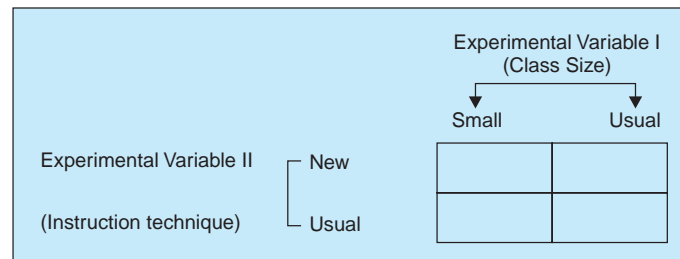 Experimental Variable I
(Class Size)
Small Usual
Experimental Variable II New
(Instruction technique) Usual